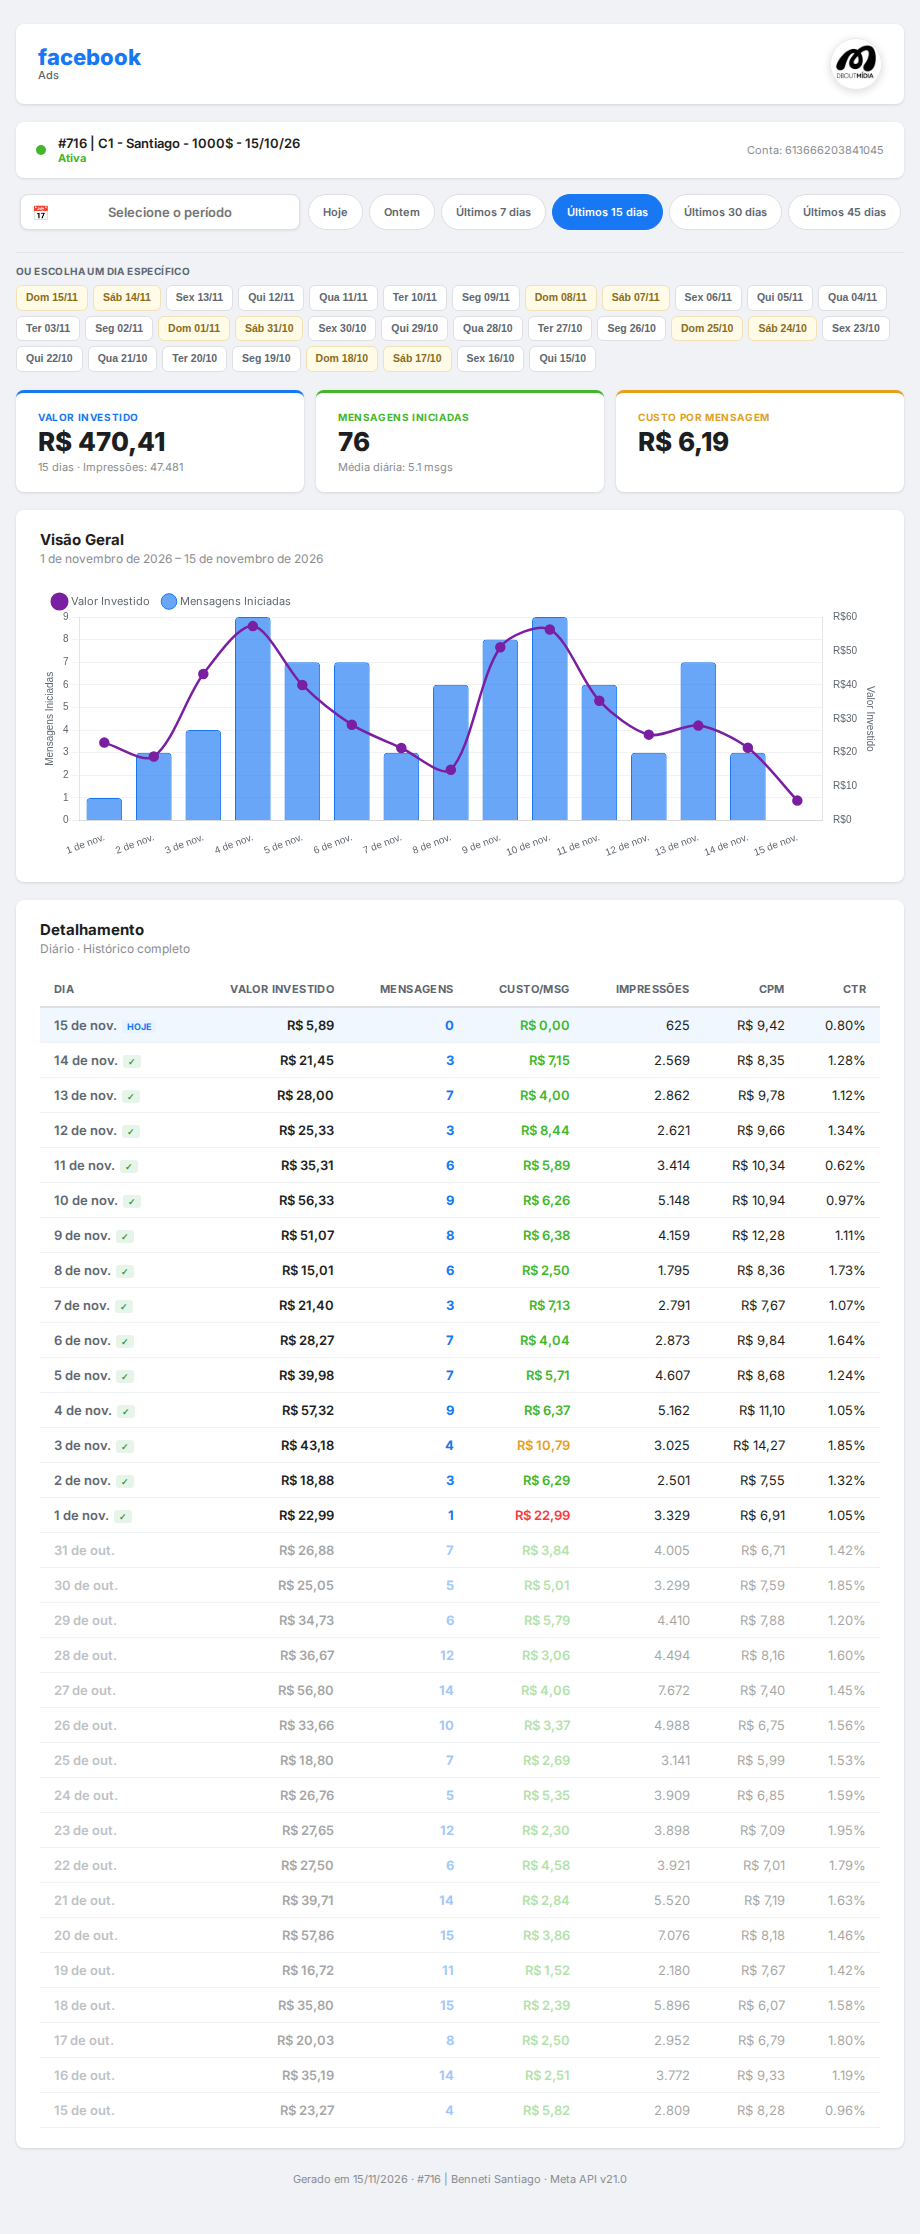 facebook
Ads
DBOUTMÍDIA
#716 | C1 - Santiago - 1000$ - 15/10/26
Ativa
Conta: 613666203841045
Selecione o período
Hoje
Ontem
Últimos 7 dias
Últimos 15 dias
Últimos 30 dias
Últimos 45 dias
OU ESCOLHA UM DIA ESPECÍFICO
Dom 15/11 Sáb 14/11 Sex 13/11 Qui 12/11 Qua 11/11 Ter 10/11 Seg 09/11 Dom 08/11 Sáb 07/11 Sex 06/11 Qui 05/11 Qua 04/11
Ter 03/11 Seg 02/11 Dom 01/11 Sáb 31/10 Sex 30/10 Qui 29/10 Qua 28/10 Ter 27/10 Seg 26/10 Dom 25/10 Sáb 24/10 Sex 23/10
Qui 22/10 Qua 21/10 Ter 20/10 Seg 19/10 Dom 18/10 Sáb 17/10 Sex 16/10 Qui 15/10
VALOR INVESTIDO
R$ 470,41
15 dias · Impressões: 47.481
MENSAGENS INICIADAS
76
Média diária: 5.1 msgs
CUSTO POR MENSAGEM
R$ 6,19
Visão Geral
1 de novembro de 2026 – 15 de novembro de 2026
Valor Investido
Mensagens Iniciadas
9
8
7
6
5
4
3
2
1
0
Mensagens Iniciadas
R$60
R$50
R$40
R$30
R$20
R$10
R$0
Valor Investido
1 de nov. 2 de nov. 3 de nov. 4 de nov. 5 de nov. 6 de nov. 7 de nov. 8 de nov. 9 de nov. 10 de nov. 11 de nov. 12 de nov. 13 de nov. 14 de nov. 15 de nov.
Detalhamento
Diário · Histórico completo
DIA VALOR INVESTIDO MENSAGENS CUSTO/MSG IMPRESSÕES CPM CTR
15 de nov. HOJE R$ 5,89 0 R$ 0,00 625 R$ 9,42 0.80%
14 de nov. ✓ R$ 21,45 3 R$ 7,15 2.569 R$ 8,35 1.28%
13 de nov. ✓ R$ 28,00 7 R$ 4,00 2.862 R$ 9,78 1.12%
12 de nov. ✓ R$ 25,33 3 R$ 8,44 2.621 R$ 9,66 1.34%
11 de nov. ✓ R$ 35,31 6 R$ 5,89 3.414 R$ 10,34 0.62%
10 de nov. ✓ R$ 56,33 9 R$ 6,26 5.148 R$ 10,94 0.97%
9 de nov. ✓ R$ 51,07 8 R$ 6,38 4.159 R$ 12,28 1.11%
8 de nov. ✓ R$ 15,01 6 R$ 2,50 1.795 R$ 8,36 1.73%
7 de nov. ✓ R$ 21,40 3 R$ 7,13 2.791 R$ 7,67 1.07%
6 de nov. ✓ R$ 28,27 7 R$ 4,04 2.873 R$ 9,84 1.64%
5 de nov. ✓ R$ 39,98 7 R$ 5,71 4.607 R$ 8,68 1.24%
4 de nov. ✓ R$ 57,32 9 R$ 6,37 5.162 R$ 11,10 1.05%
3 de nov. ✓ R$ 43,18 4 R$ 10,79 3.025 R$ 14,27 1.85%
2 de nov. ✓ R$ 18,88 3 R$ 6,29 2.501 R$ 7,55 1.32%
1 de nov. ✓ R$ 22,99 1 R$ 22,99 3.329 R$ 6,91 1.05%
31 de out. R$ 26,88 7 R$ 3,84 4.005 R$ 6,71 1.42%
30 de out. R$ 25,05 5 R$ 5,01 3.299 R$ 7,59 1.85%
29 de out. R$ 34,73 6 R$ 5,79 4.410 R$ 7,88 1.20%
28 de out. R$ 36,67 12 R$ 3,06 4.494 R$ 8,16 1.60%
27 de out. R$ 56,80 14 R$ 4,06 7.672 R$ 7,40 1.45%
26 de out. R$ 33,66 10 R$ 3,37 4.988 R$ 6,75 1.56%
25 de out. R$ 18,80 7 R$ 2,69 3.141 R$ 5,99 1.53%
24 de out. R$ 26,76 5 R$ 5,35 3.909 R$ 6,85 1.59%
23 de out. R$ 27,65 12 R$ 2,30 3.898 R$ 7,09 1.95%
22 de out. R$ 27,50 6 R$ 4,58 3.921 R$ 7,01 1.79%
21 de out. R$ 39,71 14 R$ 2,84 5.520 R$ 7,19 1.63%
20 de out. R$ 57,86 15 R$ 3,86 7.076 R$ 8,18 1.46%
19 de out. R$ 16,72 11 R$ 1,52 2.180 R$ 7,67 1.42%
18 de out. R$ 35,80 15 R$ 2,39 5.896 R$ 6,07 1.58%
17 de out. R$ 20,03 8 R$ 2,50 2.952 R$ 6,79 1.80%
16 de out. R$ 35,19 14 R$ 2,51 3.772 R$ 9,33 1.19%
15 de out. R$ 23,27 4 R$ 5,82 2.809 R$ 8,28 0.96%
Gerado em 15/11/2026 · #716 | Benneti Santiago · Meta API v21.0